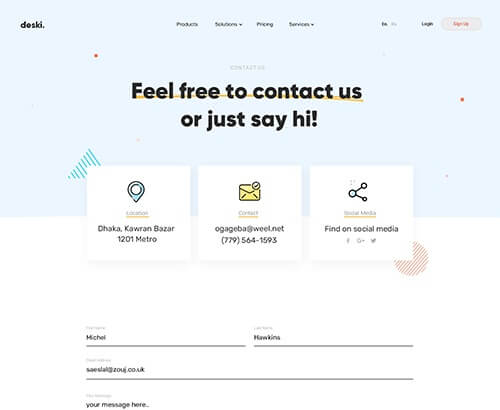 deski.
Products Solutions Pricing Services
En. Login Sign Up
CONTACT US
Feel free to contact us
or just say hi!
Location Contact Social Media
Dhaka, Kawran Bazar ogageba@weel.net Find on social media
1201 Metro (779) 564-1593 G+
First Name Last Name
Michel Hawkins
Email Address
saeslal@zouj.co.uk
Your Message
your message here..